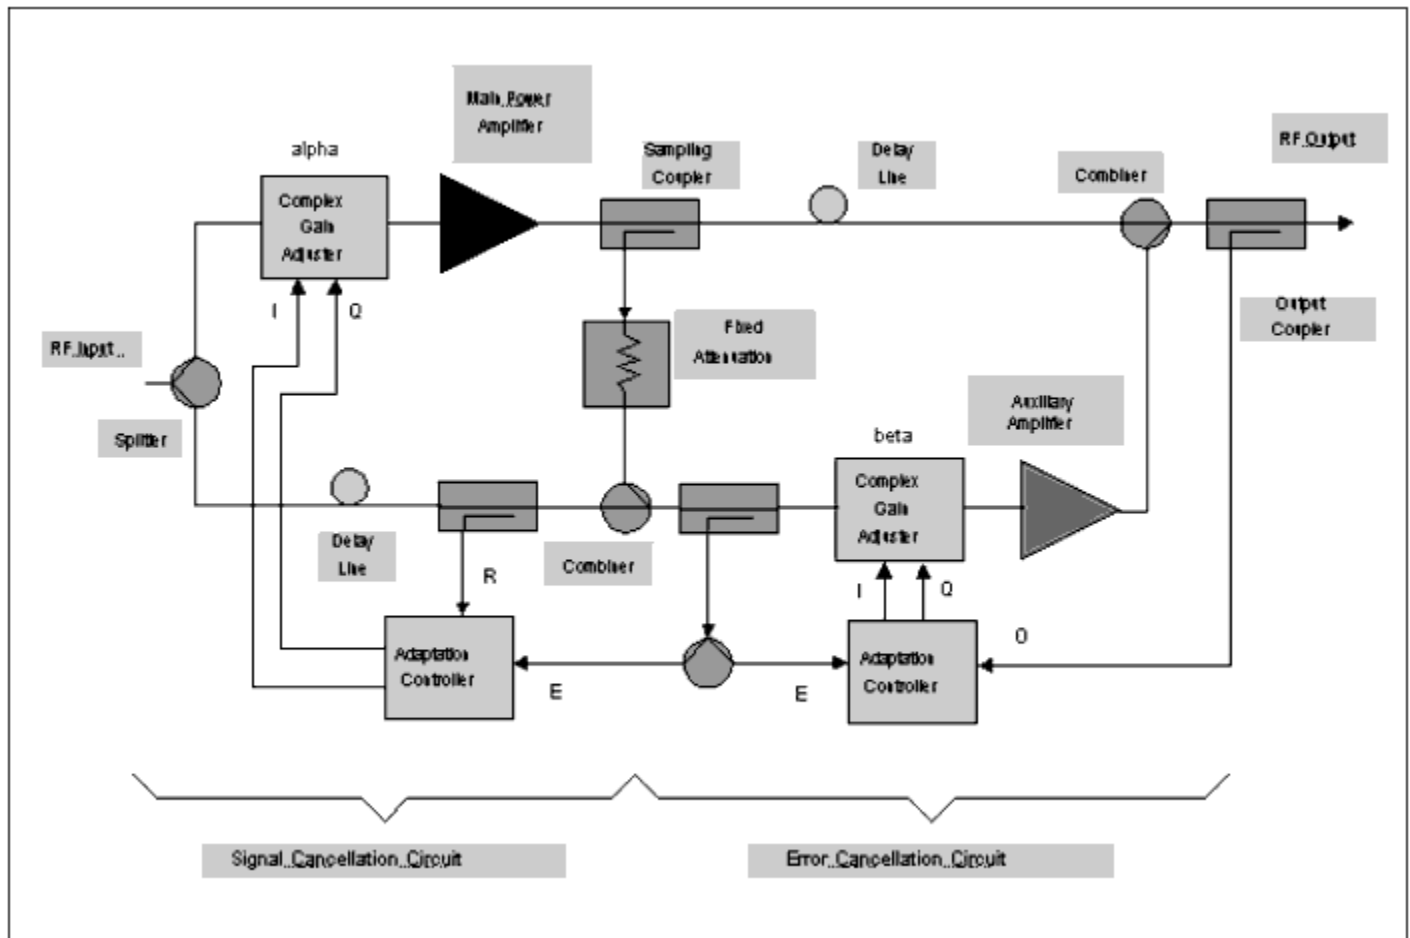 Main Power
Amplifier
alpha
Complex
Gain
Adjuster
I
Q
Sampling
Coupler
Delay
Line
Combiner
RF Output
Output
Coupler
RF Input
Splitter
Fixed
Attenuation
Auxiliary
Amplifier
beta
Complex
Gain
Adjuster
I
Q
Delay
Line
R
Combiner
Adaptation
Controller
E
E
Adaptation
Controller
O
Signal Cancellation Circuit
Error Cancellation Circuit